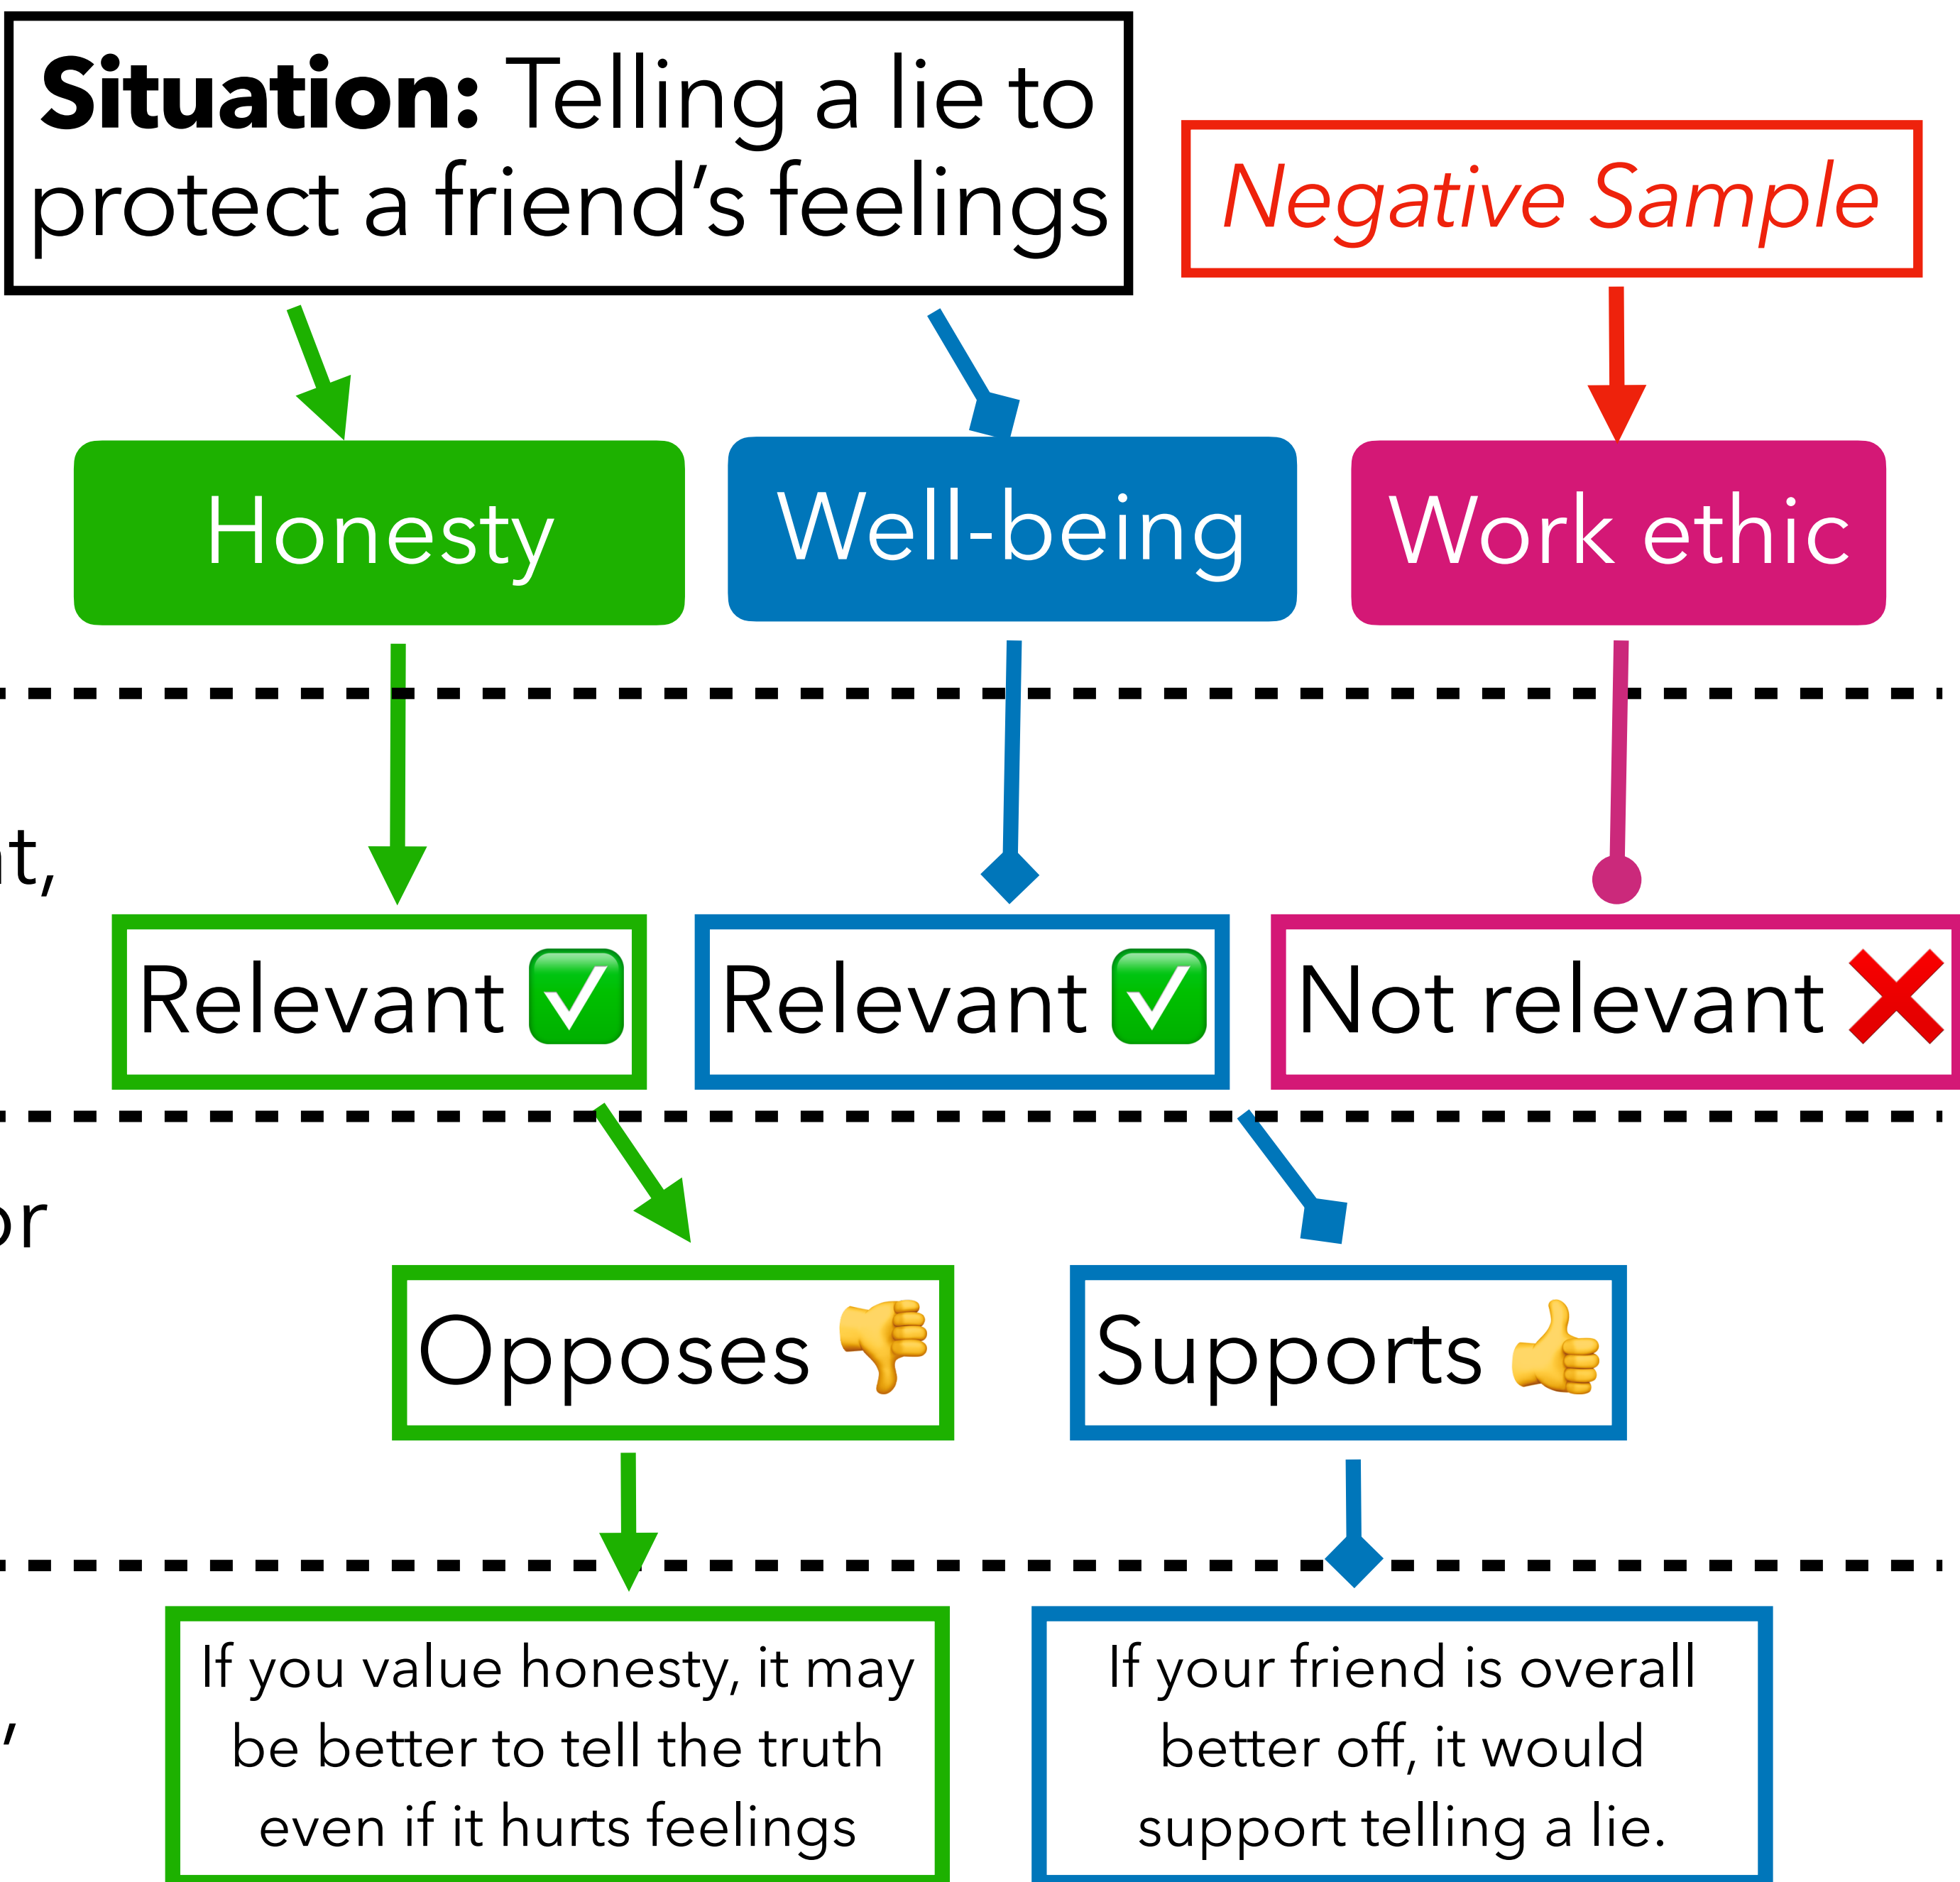 Situation: Telling a lie to
protect a friend’s feelings
Negative Sample
Honesty
Well-being
Work ethic
Relevant
Relevant
Not relevant
Opposes
Supports
If you value honesty, it may
be better to tell the truth
even if it hurts feelings
If your friend is overall
better off, it would
support telling a lie.